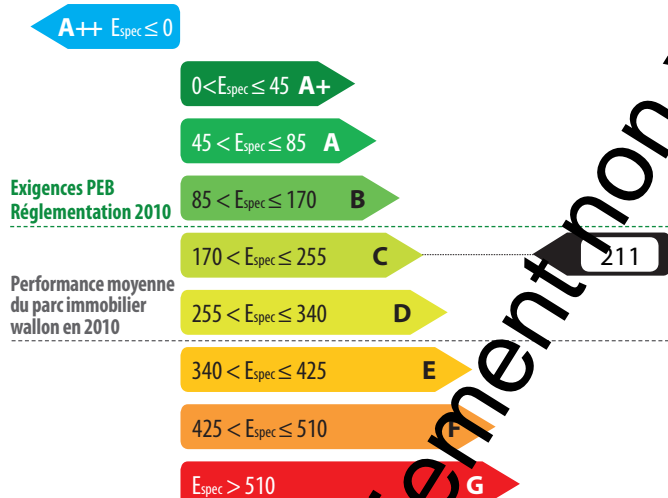 A++ Espec ≤ 0
0 < Espec ≤ 45 A+
45 < Espec ≤ 85 A
Exigences PEB
Réglementation 2010
85 < Espec ≤ 170 B
170 < Espec ≤ 255 C
211
Performance moyenne
du parc immobilier
wallon en 2010
255 < Espec ≤ 340 D
340 < Espec ≤ 425 E
425 < Espec ≤ 510 F
Espec > 510 G
ement non